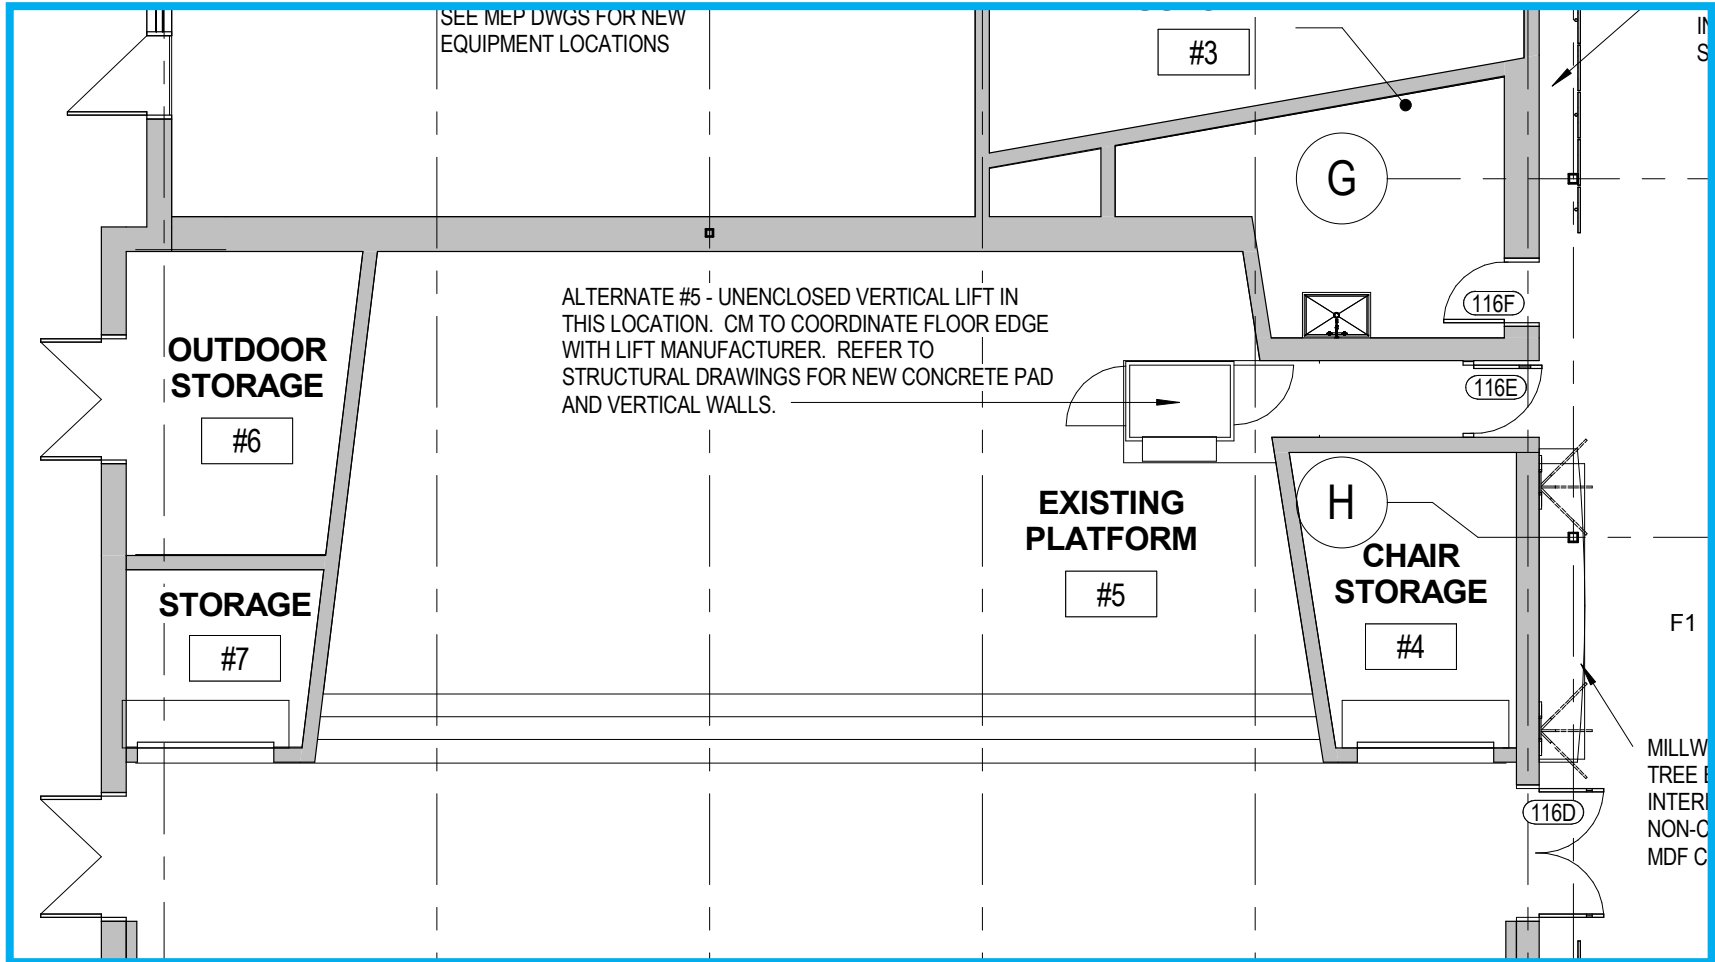 SEE MEP DWGS FOR NEW
EQUIPMENT LOCATIONS
#3
G
ALTERNATE #5 - UNENCLOSED VERTICAL LIFT IN
THIS LOCATION.  CM TO COORDINATE FLOOR EDGE
WITH LIFT MANUFACTURER.  REFER TO
STRUCTURAL DRAWINGS FOR NEW CONCRETE PAD
AND VERTICAL WALLS.
116F
116E
OUTDOOR
STORAGE
#6
EXISTING
PLATFORM
#5
H
CHAIR
STORAGE
#4
STORAGE
#7
F1
116D
TREE
MDF